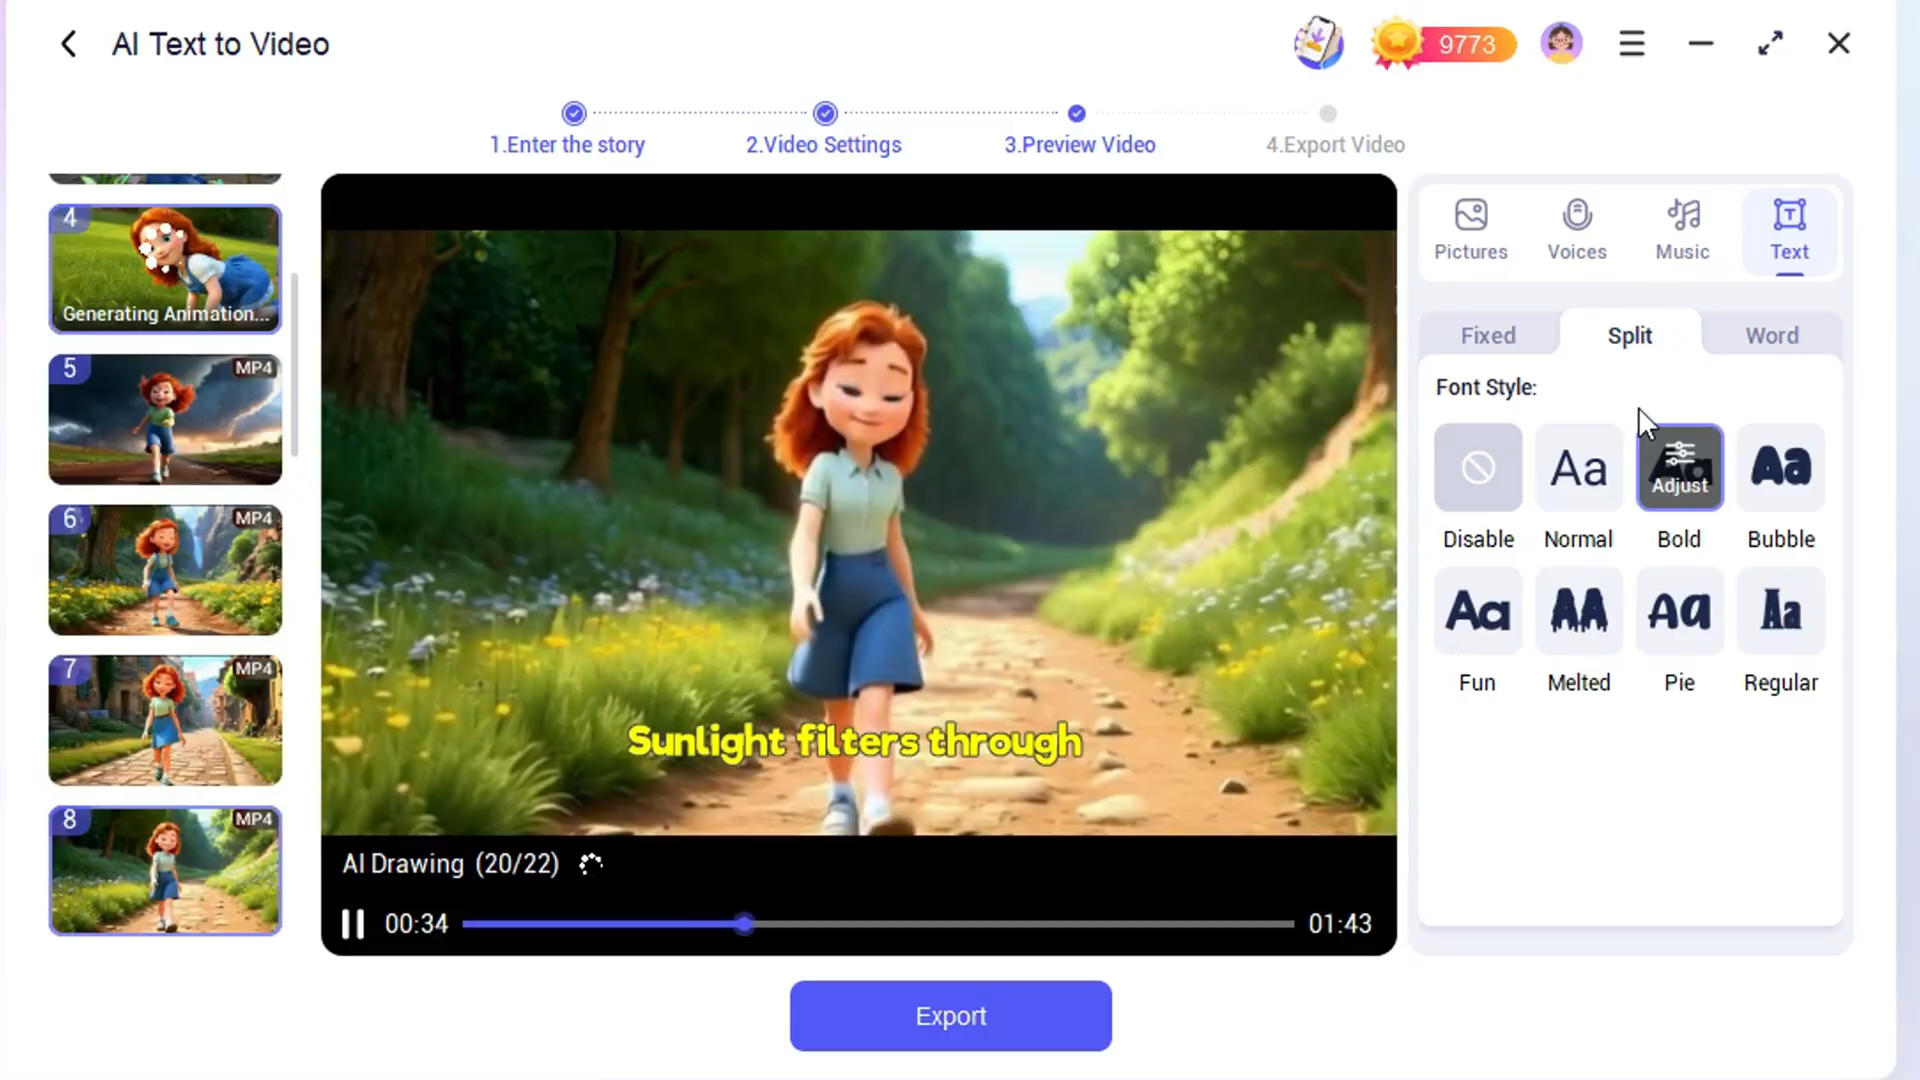 AI Text to Video
9773
1.Enter the story
2.Video Settings
3.Preview Video
4.Export Video
4
Generating Animation...
5
MP4
6
MP4
7
MP4
8
MP4
Sunlight filters through
AI Drawing (20/22)
00:34
01:43
Pictures
Voices
Music
Text
Fixed
Split
Word
Font Style:
Aa
Adjust
Aa
Disable
Normal
Bold
Bubble
Aa
AA
Aa
Aa
Fun
Melted
Pie
Regular
Export